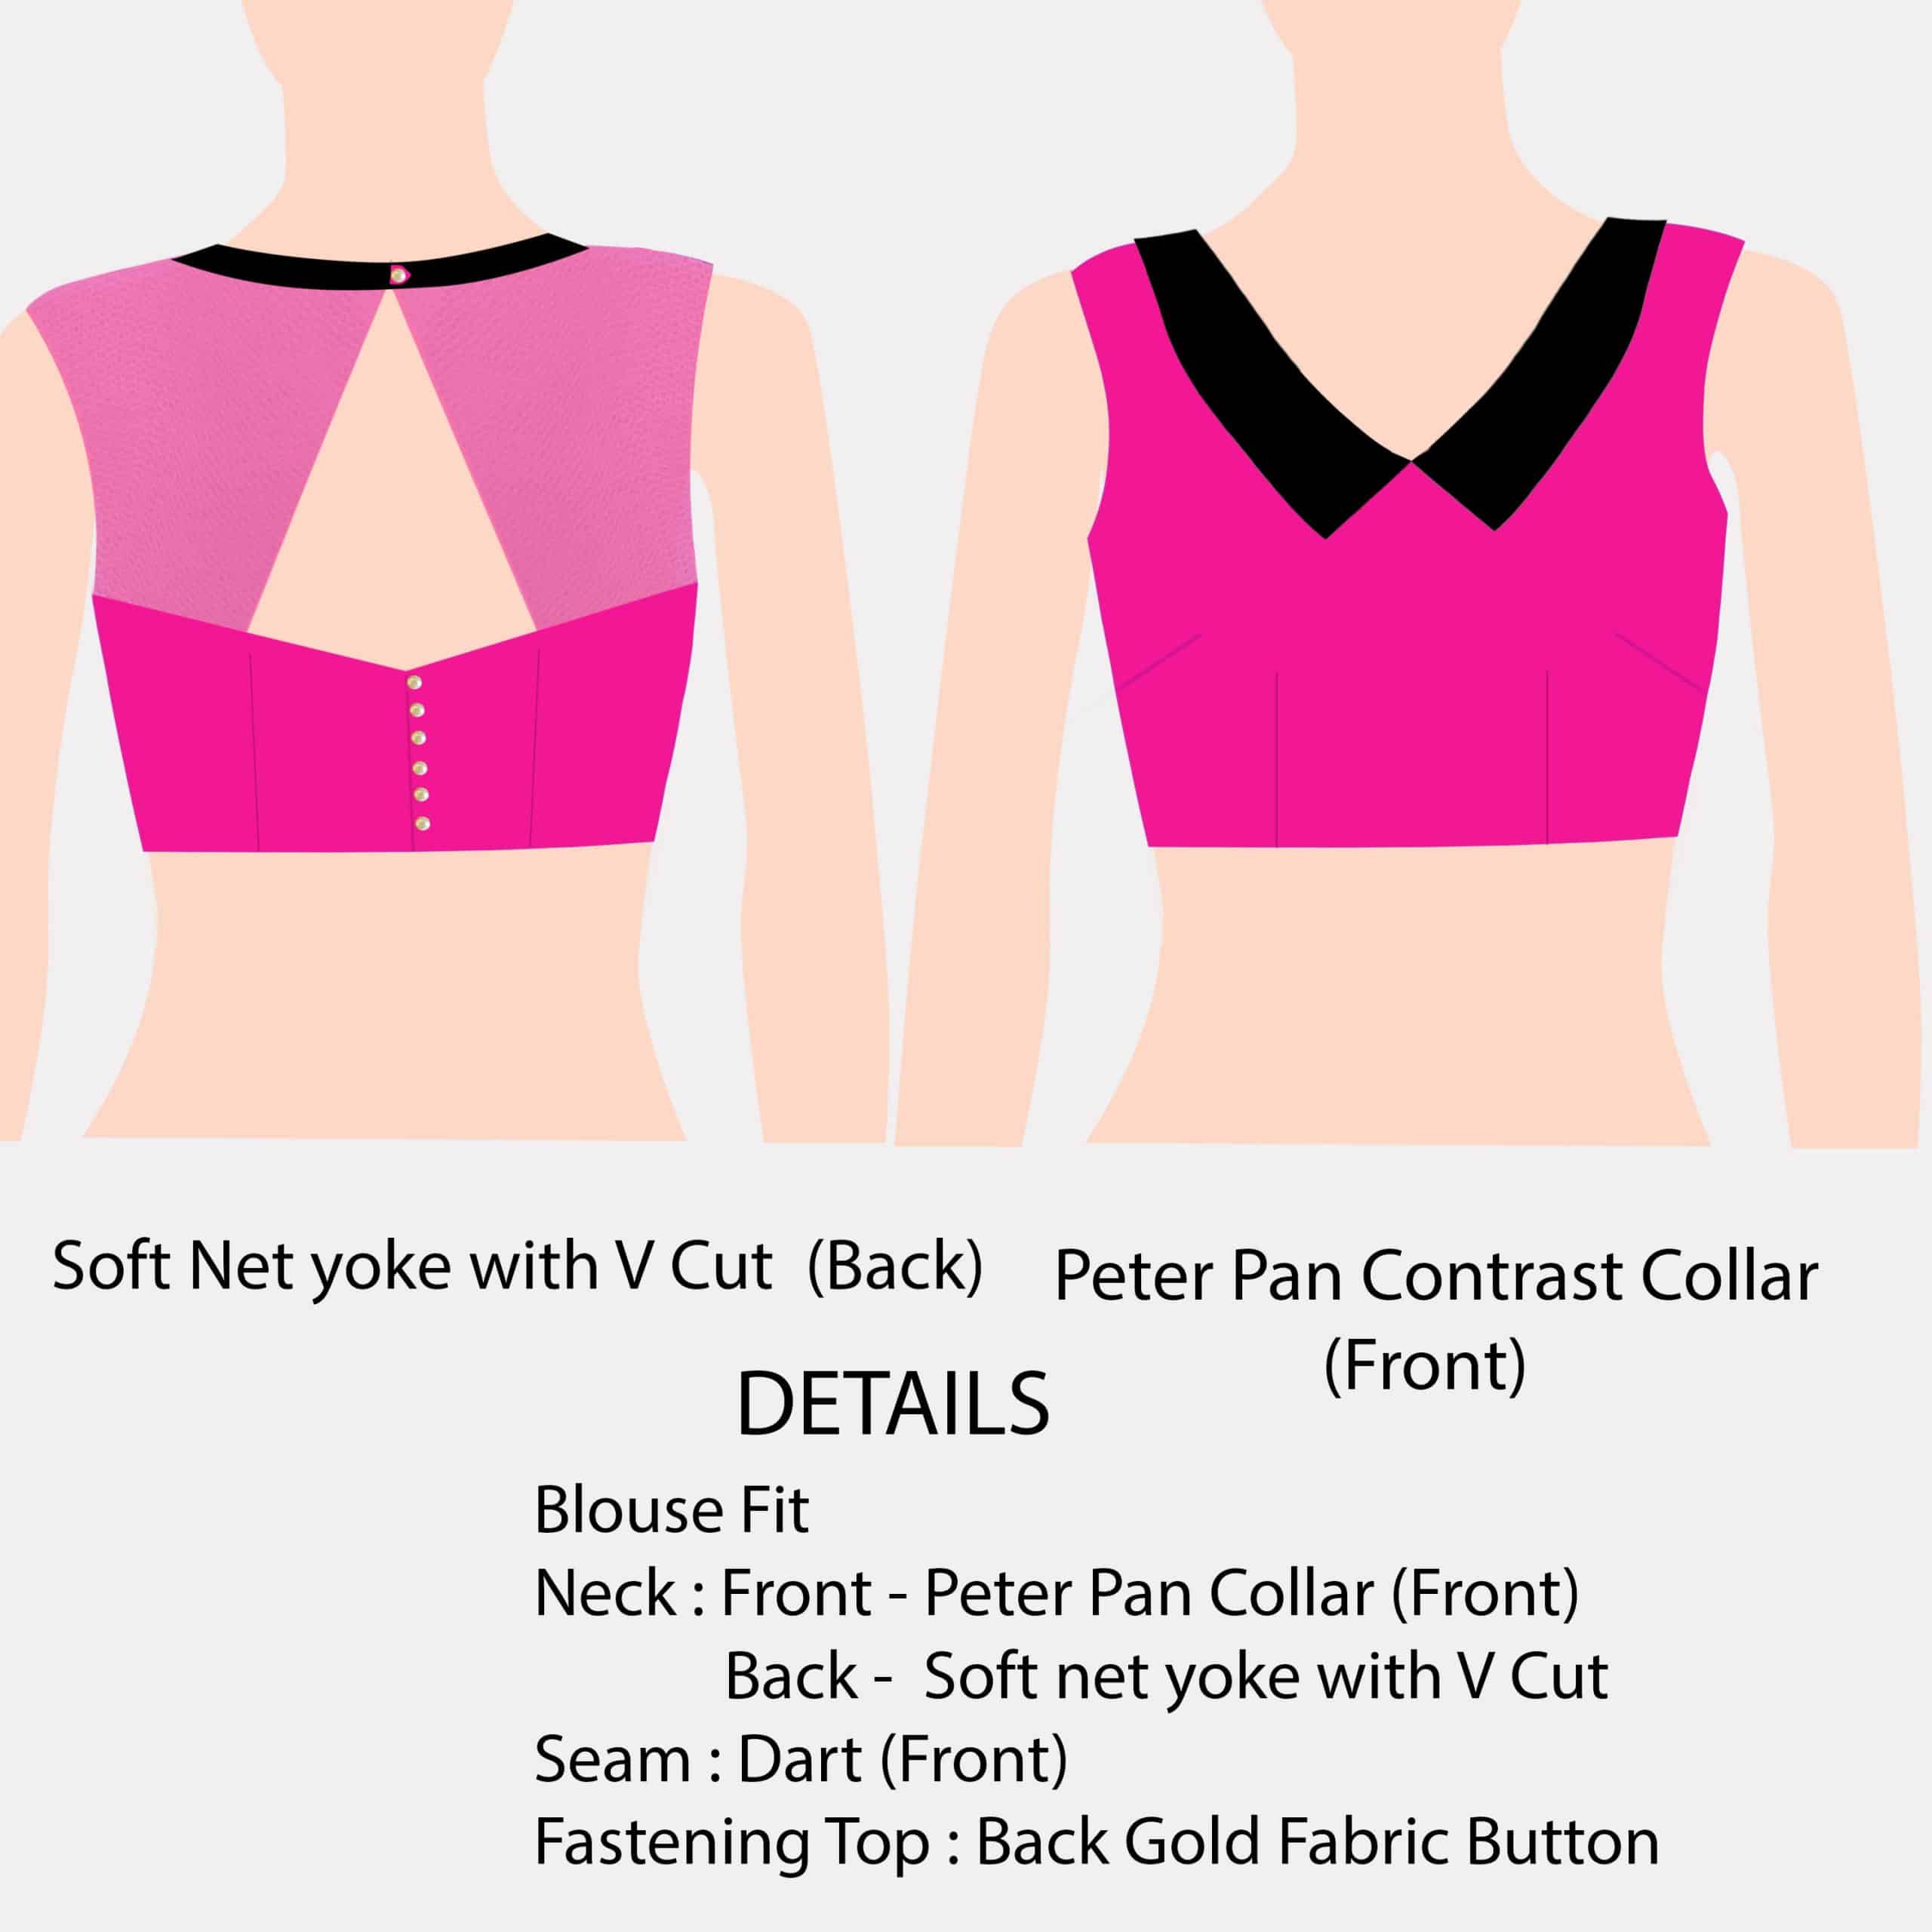 Soft Net yoke with V Cut (Back)
Peter Pan Contrast Collar
(Front)
DETAILS
Blouse Fit
Neck : Front - Peter Pan Collar (Front)
Back - Soft net yoke with V Cut
Seam : Dart (Front)
Fastening Top : Back Gold Fabric Button